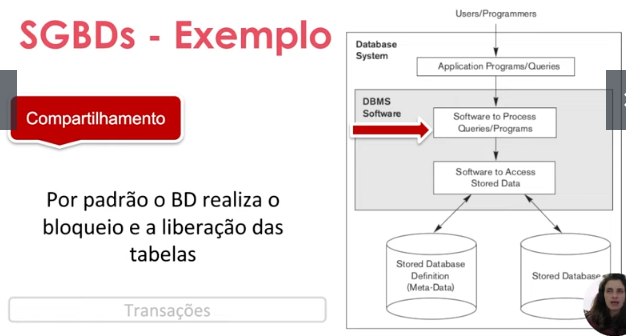 SGBDs - Exemplo
Compartilhamento
Por padrão o BD realiza o
bloqueio e a liberação das
tabelas
Transações
Users/Programmers
Database
System
Application Programs/Queries
DBMS
Software
Software to Process
Queries/Programs
Software to Access
Stored Data
Stored Database
Definition
(Meta-Data)
Stored Database